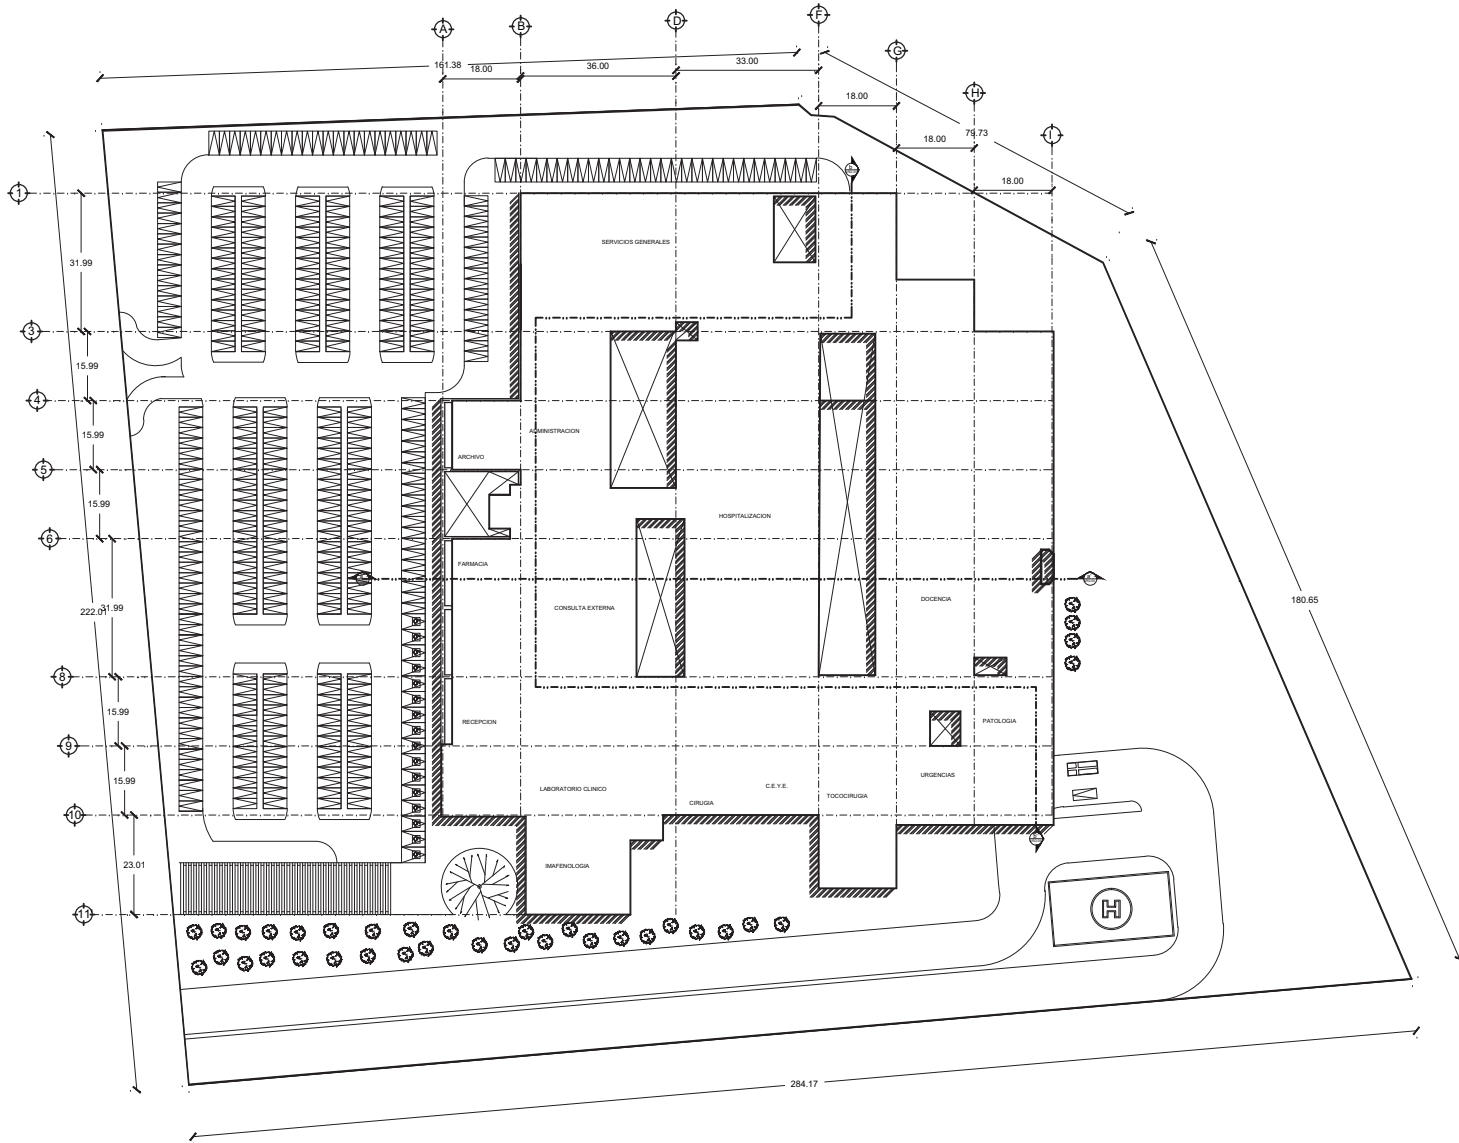 A
B
D
F
G
H
I
161.38
18.00
36.00
33.00
18.00
18.00
79.73
18.00
1
31.99
3
15.99
4
15.99
5
15.99
6
31.99
222.01
8
15.99
9
15.99
10
23.01
11
SERVICIOS GENERALES
ADMINISTRACION
ARCHIVO
HOSPITALIZACION
FARMACIA
CONSULTA EXTERNA
DOCENCIA
180.65
RECEPCION
PATOLOGIA
URGENCIAS
LABORATORIO CLINICO
C.E.Y.E.
CIRUGIA
TOCOCIRUGIA
IMAFENOLOGIA
H
284.17